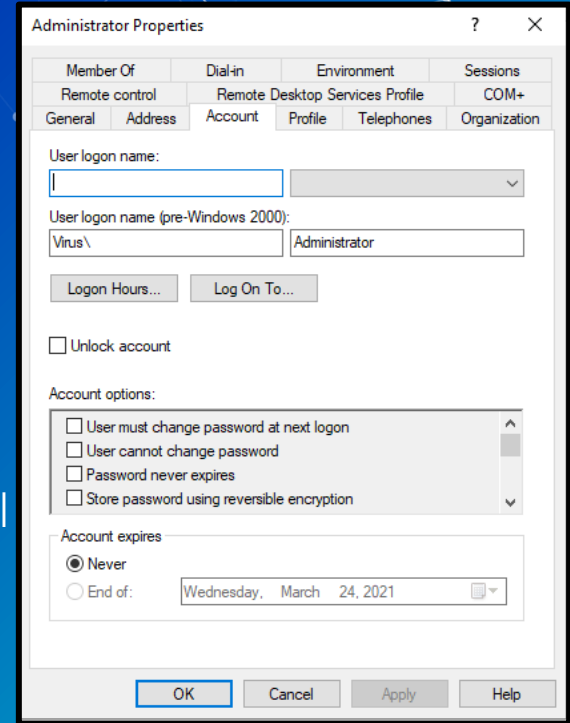 Administrator Properties ? ×
Member Of Dial-in Environment Sessions
Remote control Remote Desktop Services Profile COM+
General Address Account Profile Telephones Organization
User logon name:
User logon name (pre-Windows 2000):
Virus\ Administrator
Logon Hours... Log On To...
Unlock account
Account options:
User must change password at next logon
User cannot change password
Password never expires
Store password using reversible encryption
Account expires
Never
End of: Wednesday, March 24, 2021
OK Cancel Apply Help